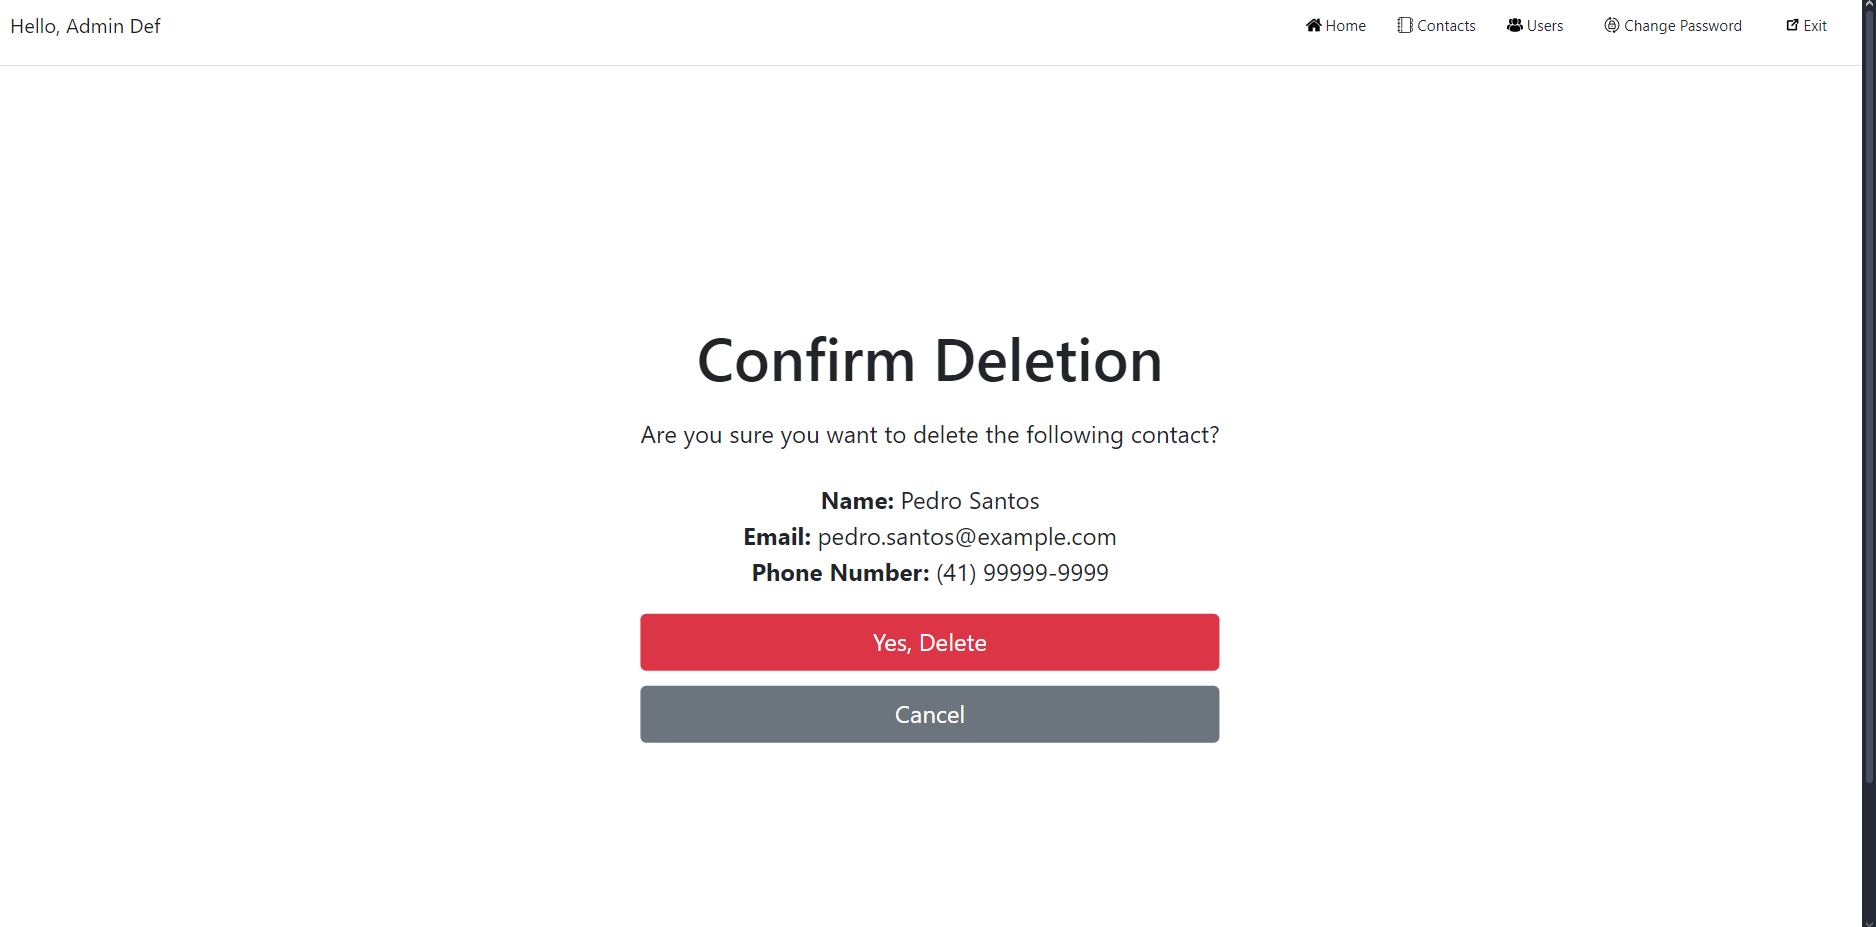 Hello, Admin Def
Home Contacts Users Change Password Exit
Confirm Deletion
Are you sure you want to delete the following contact?
Name: Pedro Santos
Email: pedro.santos@example.com
Phone Number: (41) 99999-9999
Yes, Delete
Cancel